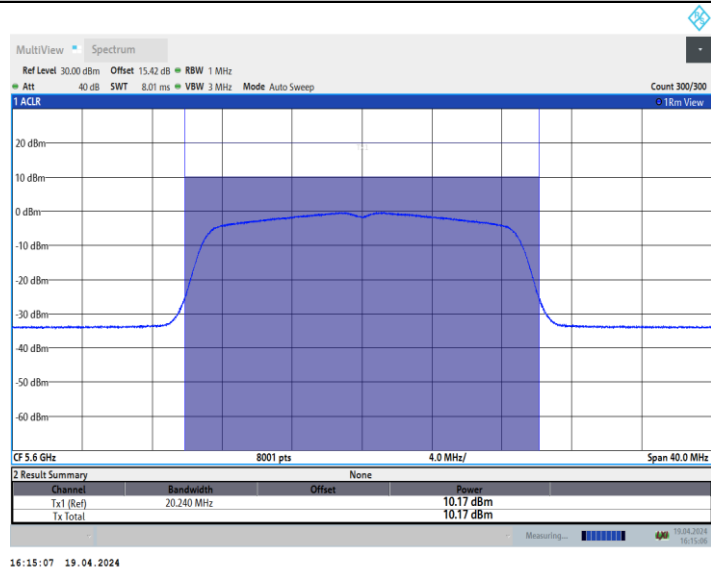 MultiView Spectrum
Ref Level 30.00 dBm Offset 15.42 dB RBW 1 MHz
Att 40 dB SWT 8.01 ms VBW 3 MHz Mode Auto Sweep Count 300/300
1 ACLR 1Rm View
20 dBm
10 dBm
0 dBm
-10 dBm
-20 dBm
-30 dBm
-40 dBm
-50 dBm
-60 dBm
CF 5.6 GHz 8001 pts 4.0 MHz/ Span 40.0 MHz
2 Result Summary None
Channel Bandwidth Offset Power
Tx1 (Ref) 20.240 MHz 10.17 dBm
Tx Total 10.17 dBm
Measuring... 19.04.2024
16:15:06
16:15:07 19.04.2024